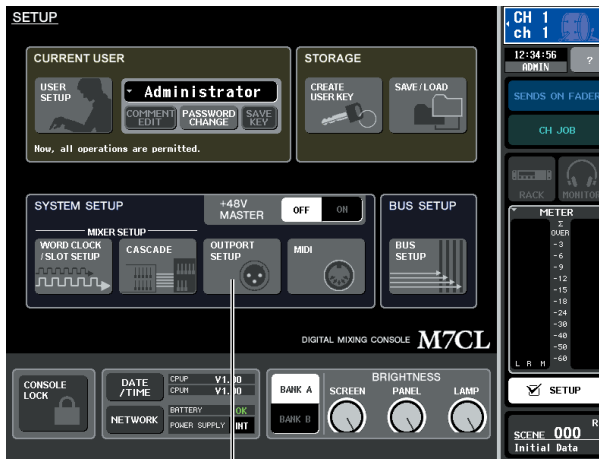 SETUP
CURRENT USER
USER
SETUP
Administrator
COMMENT
EDIT
PASSWORD
CHANGE
SAVE
KEY
Now, all operations are permitted.
STORAGE
CREATE
USER KEY
SAVE/LOAD
SYSTEM SETUP
+48V
MASTER
OFF
ON
MIXER SETUP
WORD CLOCK
/SLOT SETUP
CASCADE
OUTPORT
SETUP
MIDI
BUS SETUP
BUS
SETUP
DIGITAL MIXING CONSOLE M7CL
CONSOLE
LOCK
DATE
/TIME
NETWORK
CPUP V1.00
CPUM V1.00
BATTERY OK
POWER SUPPLY INT
BANK A
BANK B
BRIGHTNESS
SCREEN
PANEL
LAMP
CH 1
ch 1
12:34:56
ADMIN
?
SENDS ON FADER
CH JOB
RACK
MONITOR
METER
Σ
OVER
-3
-6
-9
-12
-15
-18
-24
-30
-40
-50
-60
L R M
SETUP
SCENE 000
R
Initial Data